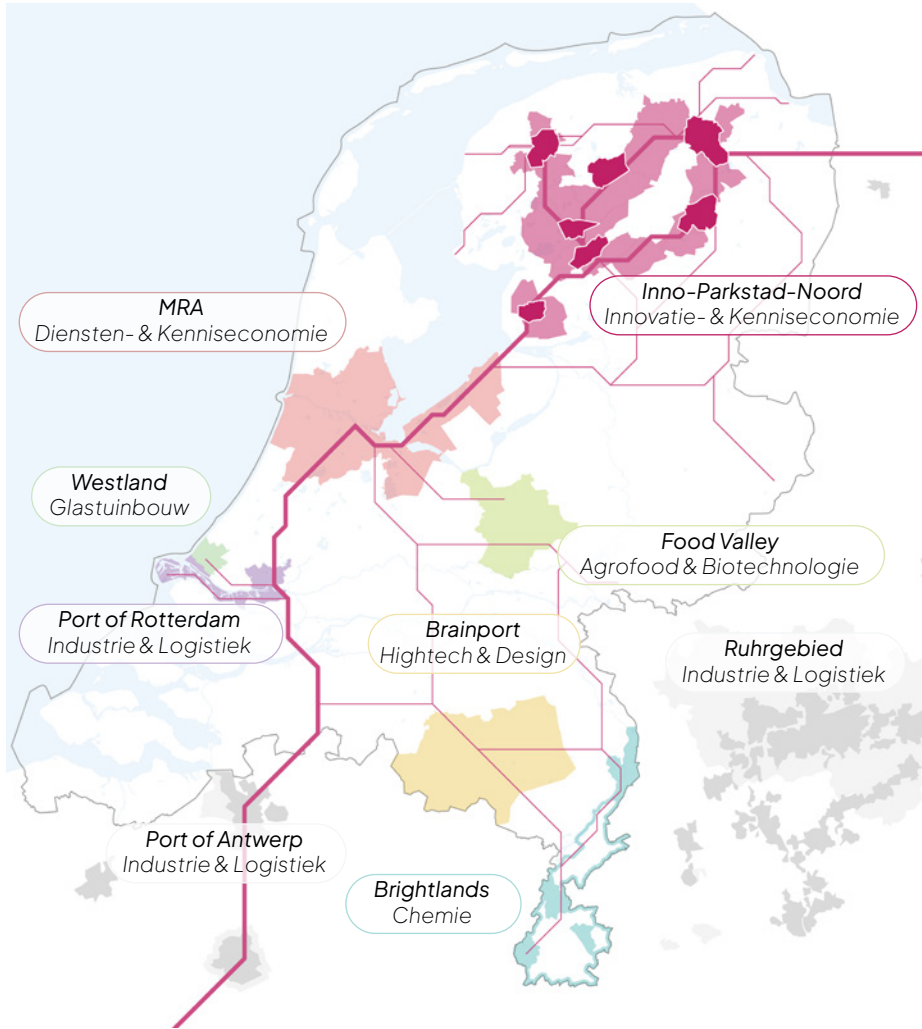 MRA
Diensten- & Kenniseconomie
Inno-Parkstad-Noord
Innovatie- & Kenniseconomie
Westland
Glastuinbouw
Food Valley
Agrofood & Biotechnologie
Port of Rotterdam
Industrie & Logistiek
Brainport
Hightech & Design
Ruhrgebied
Industrie & Logistiek
Port of Antwerp
Industrie & Logistiek
Brightlands
Chemie